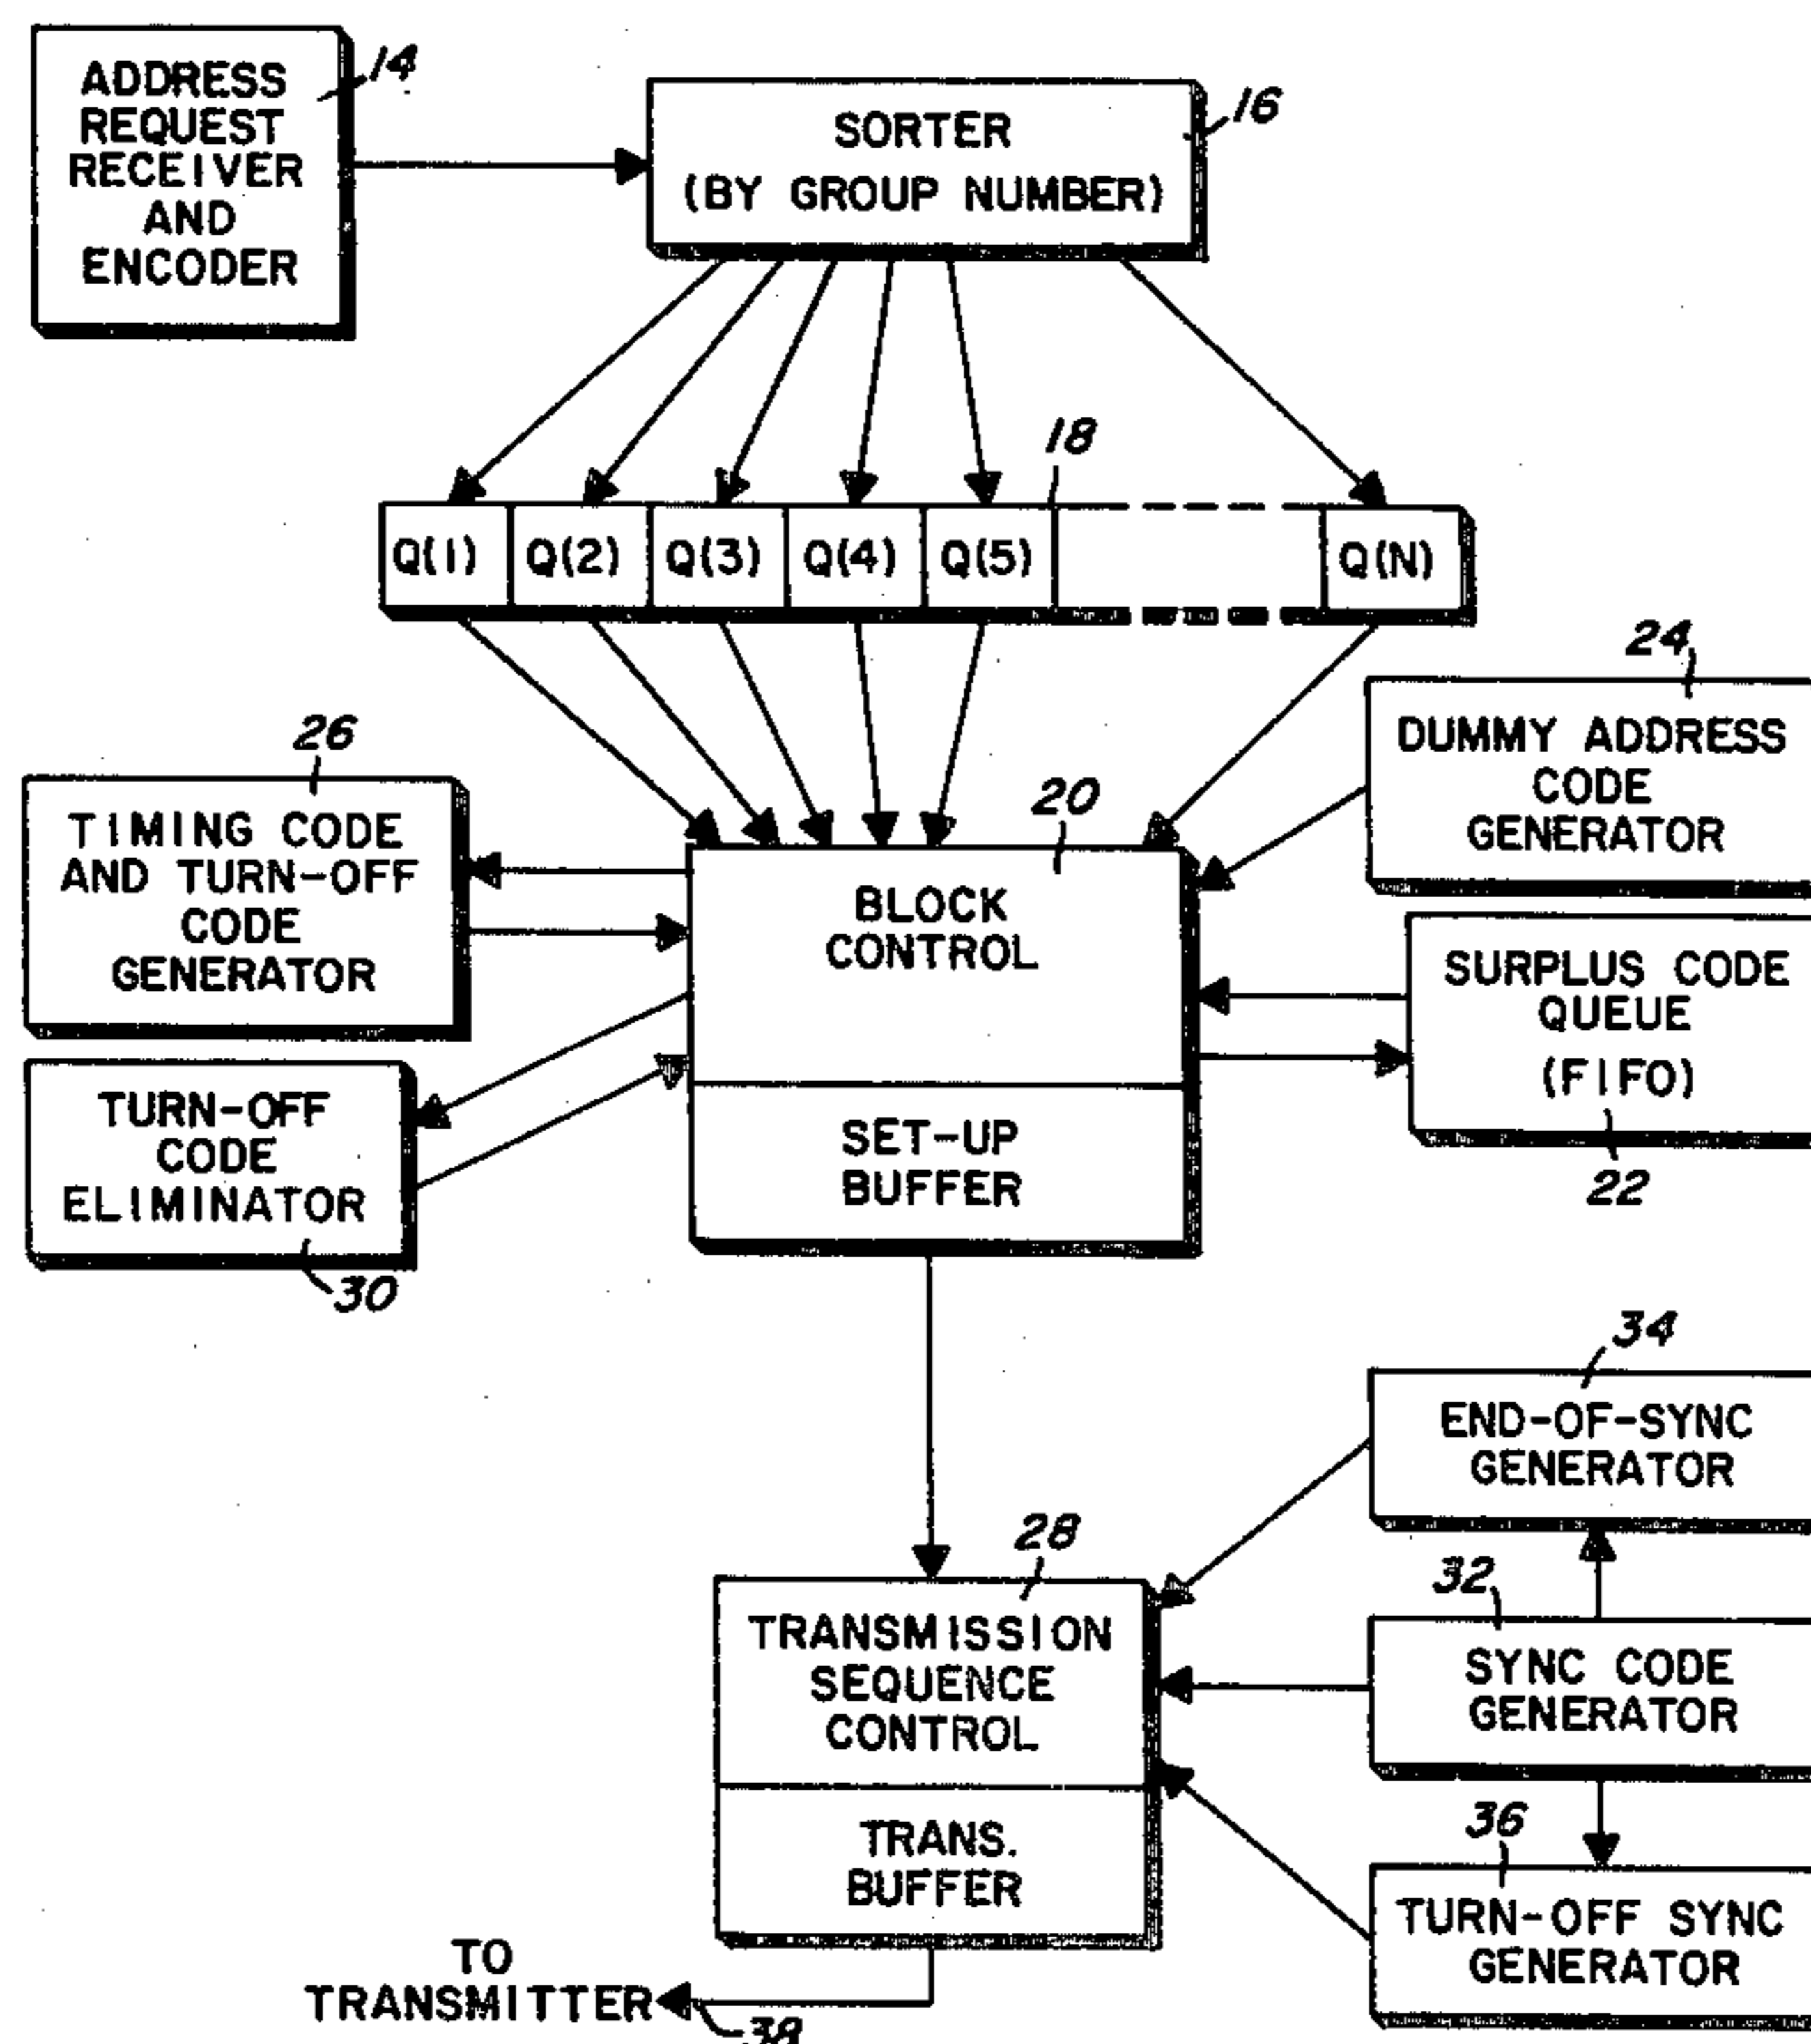 ADDRESS
REQUEST
RECEIVER
AND
ENCODER
14
SORTER
(BY GROUP NUMBER)
16
18
Q(1) Q(2) Q(3) Q(4) Q(5) Q(N)
24
DUMMY ADDRESS
CODE
GENERATOR
26
TIMING CODE
AND TURN-OFF
CODE
GENERATOR
20
BLOCK
CONTROL
SET-UP
BUFFER
SURPLUS CODE
QUEUE
(FIFO)
22
TURN-OFF
CODE
ELIMINATOR
30
34
END-OF-SYNC
GENERATOR
28
TRANSMISSION
SEQUENCE
CONTROL
TRANS.
BUFFER
32
SYNC CODE
GENERATOR
36
TURN-OFF SYNC
GENERATOR
TO
TRANSMITTER
38